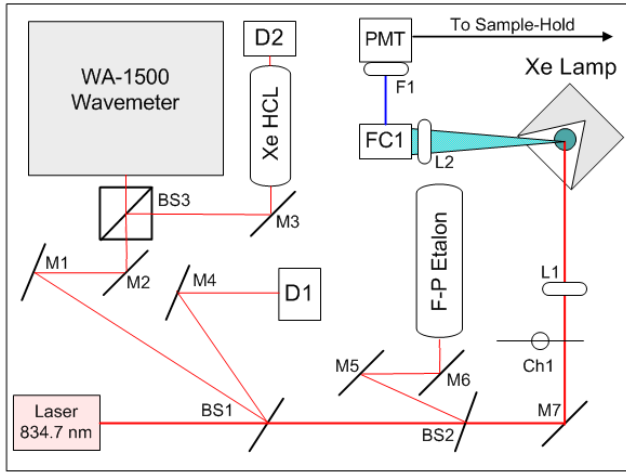 D2
PMT
To Sample-Hold
WA-1500
Wavemeter
Xe HCL
F1
Xe Lamp
FC1
L2
BS3
M3
M1
M2
M4
D1
F-P Etalon
L1
Ch1
M5
M6
M7
Laser
834.7 nm
BS1
BS2